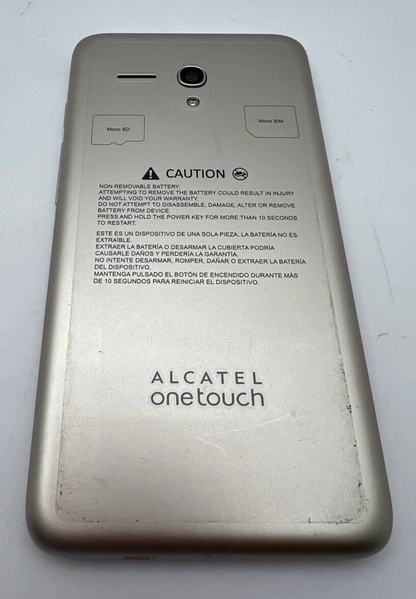 Micro SD
Micro SIM
CAUTION
NON-REMOVABLE BATTERY.
ATTEMPTING TO REMOVE THE BATTERY COULD RESULT IN INJURY
AND WILL VOID YOUR WARRANTY.
DO NOT ATTEMPT TO DISASSEMBLE, DAMAGE, ALTER OR REMOVE
BATTERY FROM DEVICE.
PRESS AND HOLD THE POWER KEY FOR MORE THAN 10 SECONDS
TO RESTART.
ESTE ES UN DISPOSITIVO DE UNA SOLA PIEZA, LA BATERÍA NO ES
EXTRAÍBLE.
EXTRAER LA BATERÍA O DESARMAR LA CUBIERTA PODRÍA
CAUSARLE DAÑOS Y PERDERÍA LA GARANTÍA.
NO INTENTE DESARMAR, ROMPER, DAÑAR O EXTRAER LA BATERÍA
DEL DISPOSITIVO.
MANTENGA PULSADO EL BOTÓN DE ENCENDIDO DURANTE MÁS
DE 10 SEGUNDOS PARA REINICIAR EL DISPOSITIVO.
ALCATEL
onetouch